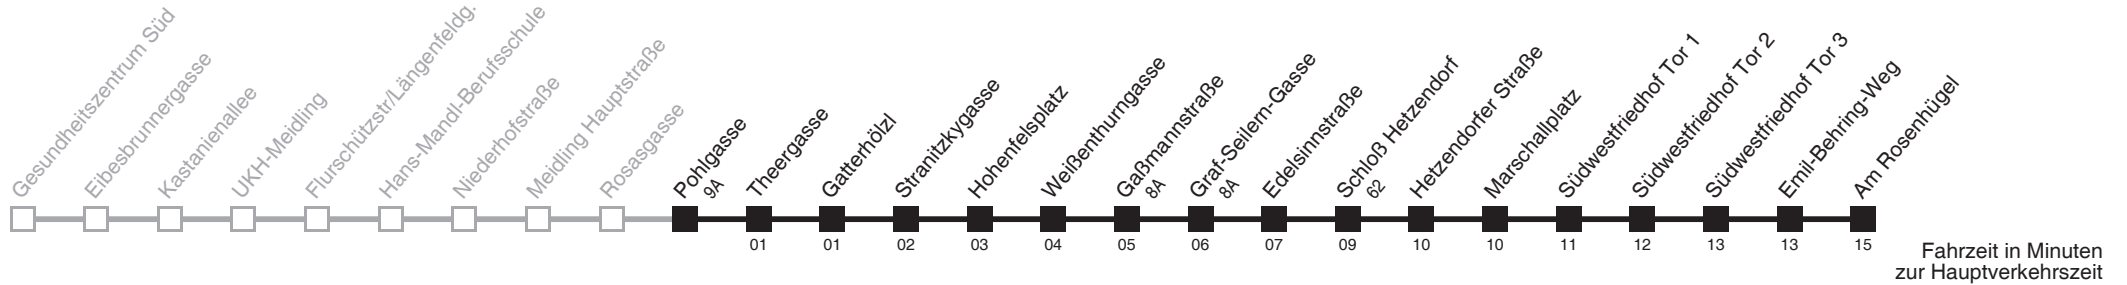 Gesundheitszentrum Süd
Eibesbrunnergasse
Kastanienallee
UKH-Meidling
Flurschützstr/Längenfeldg.
Hans-Mandl-Berufsschule
Niederhofstraße
Meidling Hauptstraße
Rosasgasse
Pohlgasse
9A
Theergasse
Gatterhölzl
Stranitzkygasse
Hohenfelsplatz
Weißenthurngasse
Gaßmannstraße
8A
Graf-Seilern-Gasse
8A
Edelsinnstraße
Schloß Hetzendorf
62
Hetzendorfer Straße
Marschallplatz
Südwestfriedhof Tor 1
Südwestfriedhof Tor 2
Südwestfriedhof Tor 3
Emil-Behring-Weg
Am Rosenhügel
01 01 02 03 04 05 06 07 09 10 10 11 12 13 13 15
Fahrzeit in Minuten
zur Hauptverkehrszeit